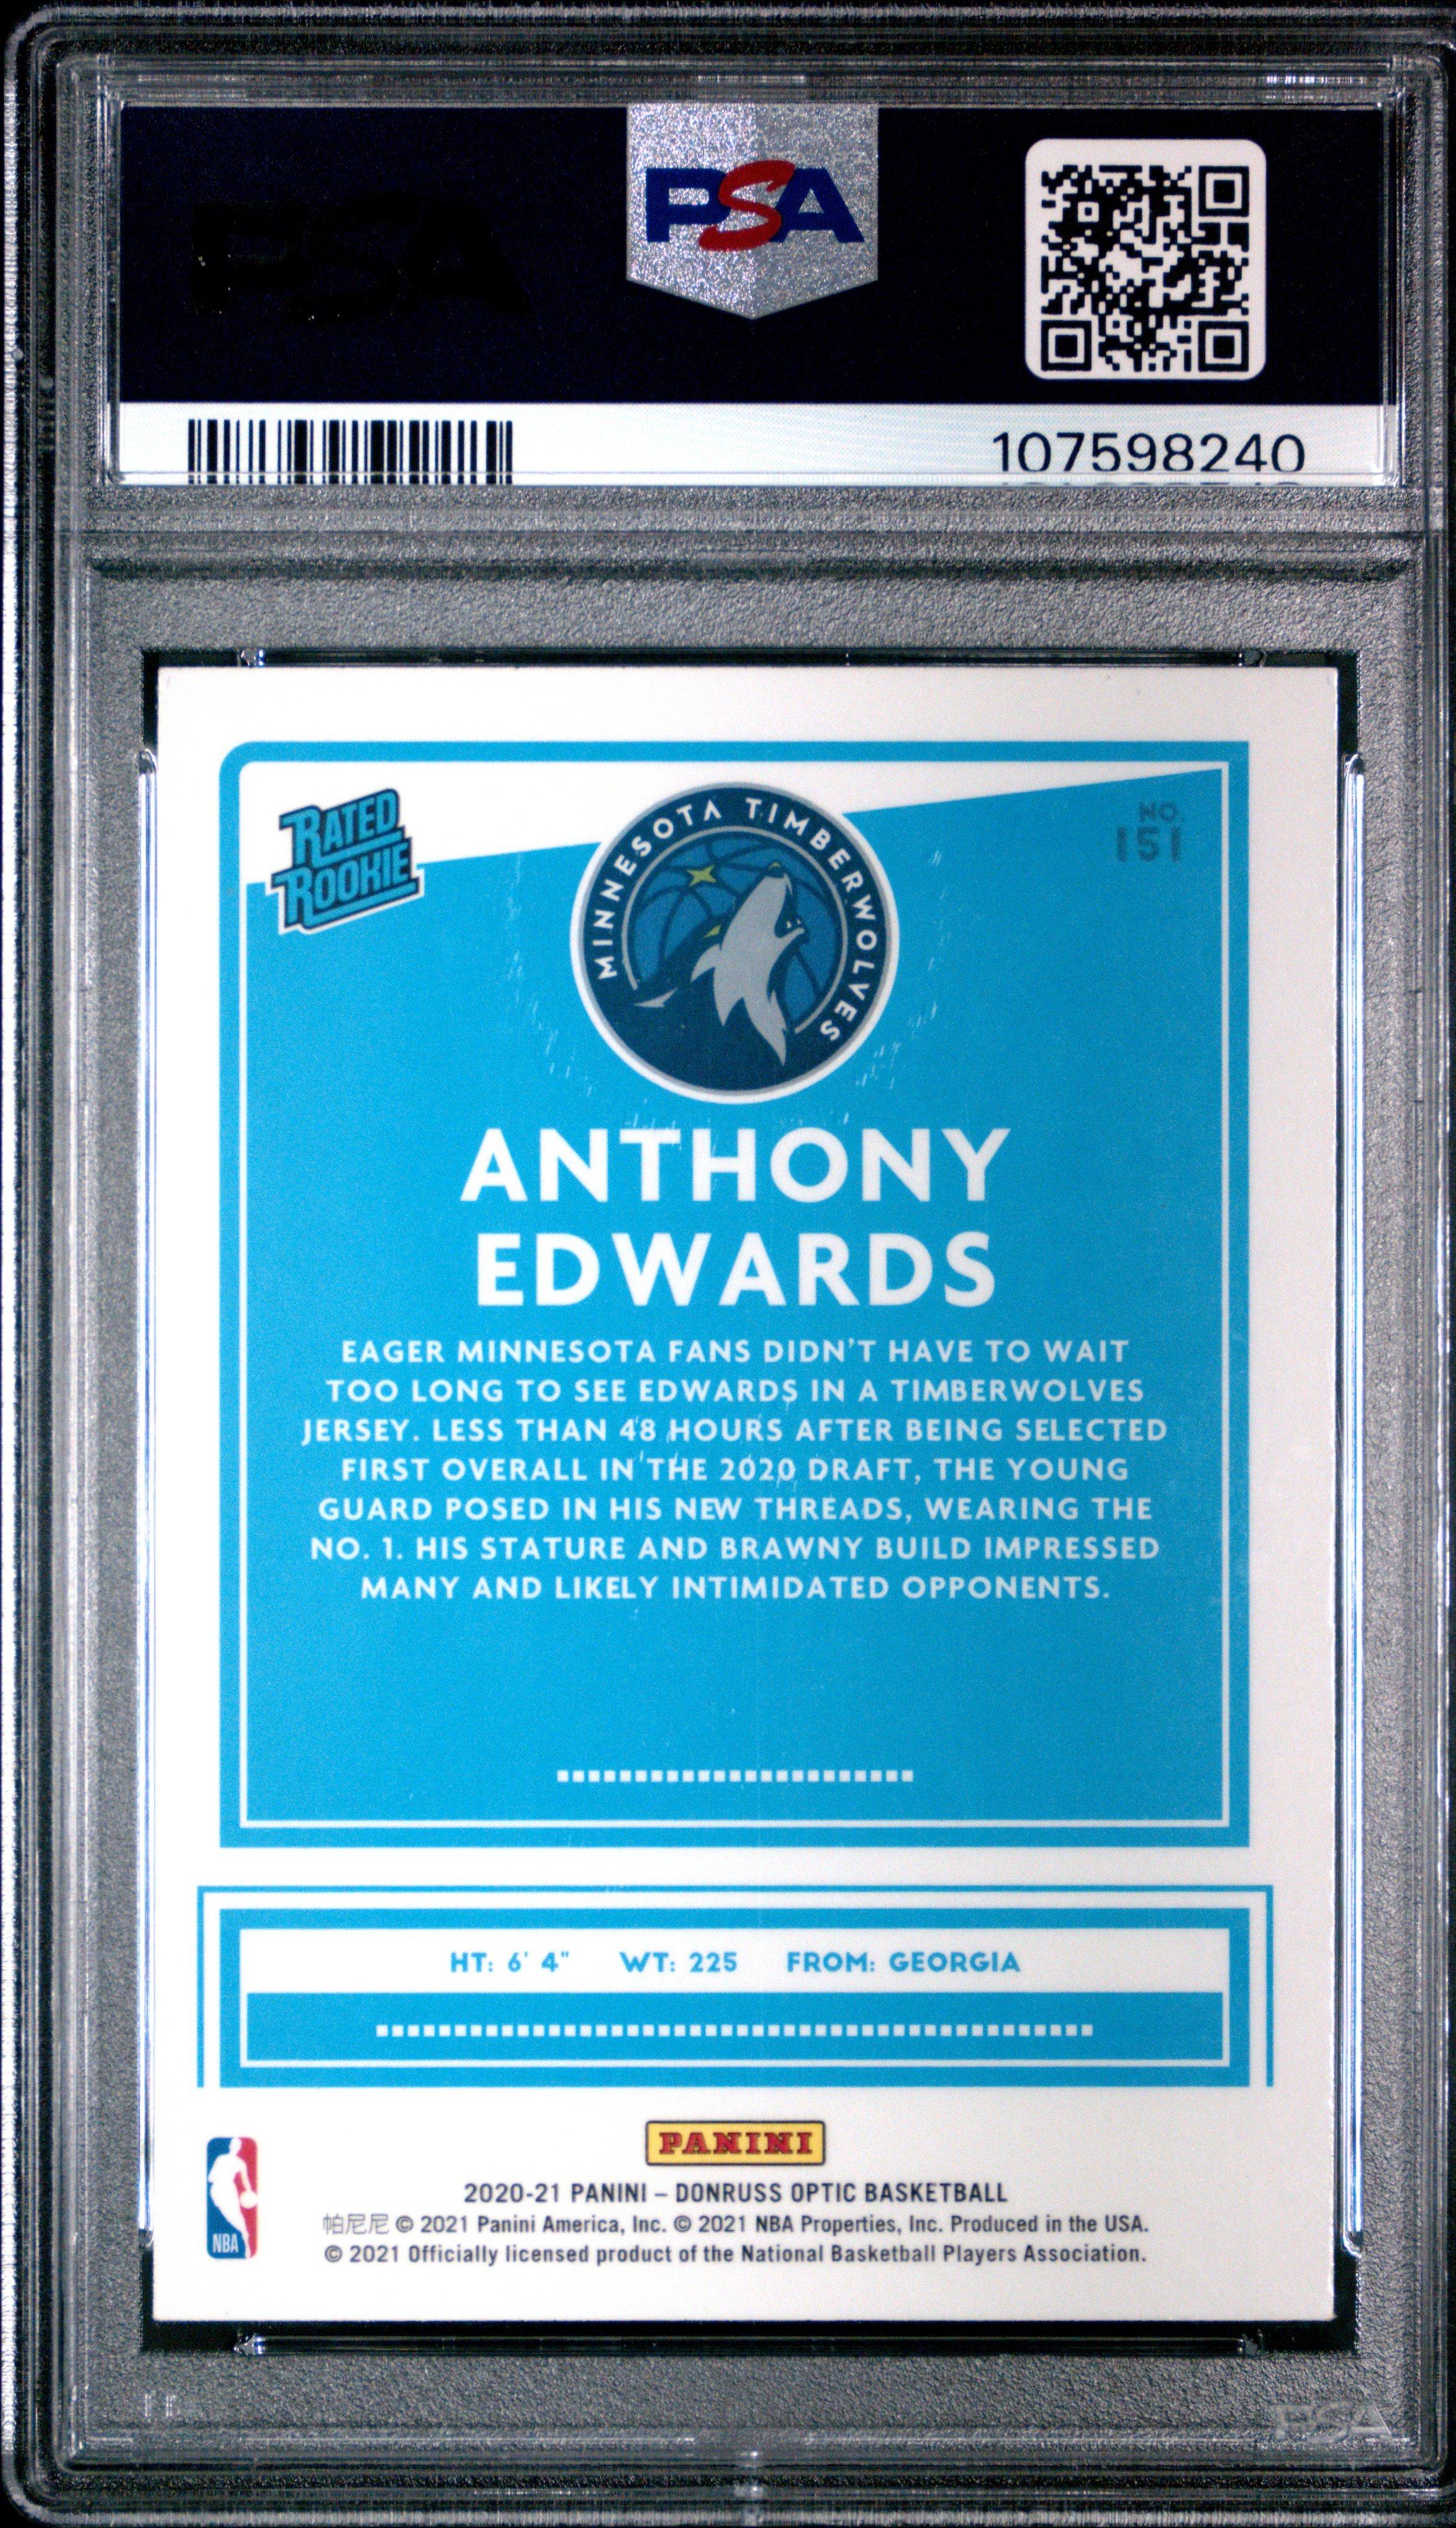 PSA
107598240
RATED
ROOKIE
MINNESOTA TIMBERWOLVES
NO.
151
ANTHONY
EDWARDS
EAGER MINNESOTA FANS DIDN'T HAVE TO WAIT
TOO LONG TO SEE EDWARDS IN A TIMBERWOLVES
JERSEY. LESS THAN 48 HOURS AFTER BEING SELECTED
FIRST OVERALL IN THE 2020 DRAFT, THE YOUNG
GUARD POSED IN HIS NEW THREADS, WEARING THE
NO. 1. HIS STATURE AND BRAWNY BUILD IMPRESSED
MANY AND LIKELY INTIMIDATED OPPONENTS.
HT: 6' 4" WT: 225 FROM: GEORGIA
PANINI
NBA
2020-21 PANINI – DONRUSS OPTIC BASKETBALL
帕尼尼 © 2021 Panini America, Inc. © 2021 NBA Properties, Inc. Produced in the USA.
© 2021 Officially licensed product of the National Basketball Players Association.
PSA